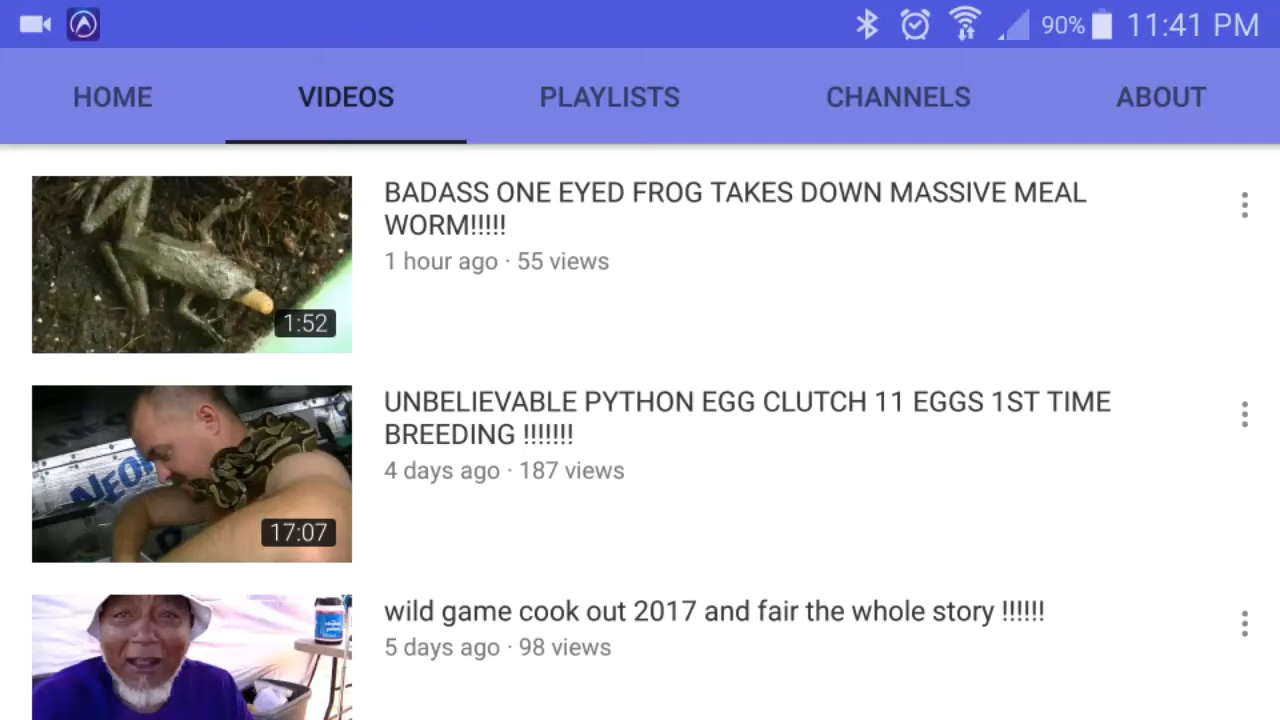 90% 11:41 PM
HOME VIDEOS PLAYLISTS CHANNELS ABOUT
BADASS ONE EYED FROG TAKES DOWN MASSIVE MEAL
WORM!!!!!
1 hour ago · 55 views
1:52
UNBELIEVABLE PYTHON EGG CLUTCH 11 EGGS 1ST TIME
BREEDING !!!!!!!
4 days ago · 187 views
NEO
17:07
wild game cook out 2017 and fair the whole story !!!!!!
5 days ago · 98 views